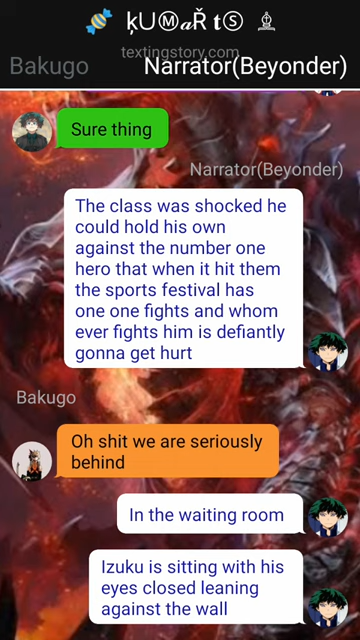 🍬 ķUⓂ𝒶Ř 𝐭Ⓢ ♗
textingstory.com
Bakugo Narrator(Beyonder)
Sure thing
Narrator(Beyonder)
The class was shocked he
could hold his own
against the number one
hero that when it hit them
the sports festival has
one one fights and whom
ever fights him is defiantly
gonna get hurt
Bakugo
Oh shit we are seriously
behind
In the waiting room
Izuku is sitting with his
eyes closed leaning
against the wall